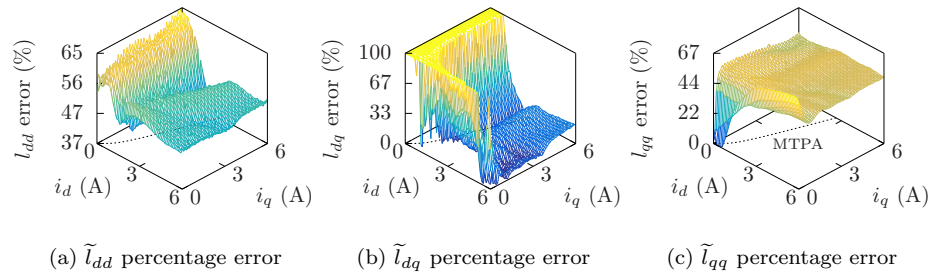 l_dd error (%)
65
56
47
37
0
3
6
0
3
6
i_d (A)
i_q (A)
(a) l̃_dd percentage error
l_dq error (%)
100
67
33
0
0
3
6
0
3
6
i_d (A)
i_q (A)
(b) l̃_dq percentage error
l_qq error (%)
67
44
22
0
0
3
6
0
3
6
MTPA
i_d (A)
i_q (A)
(c) l̃_qq percentage error